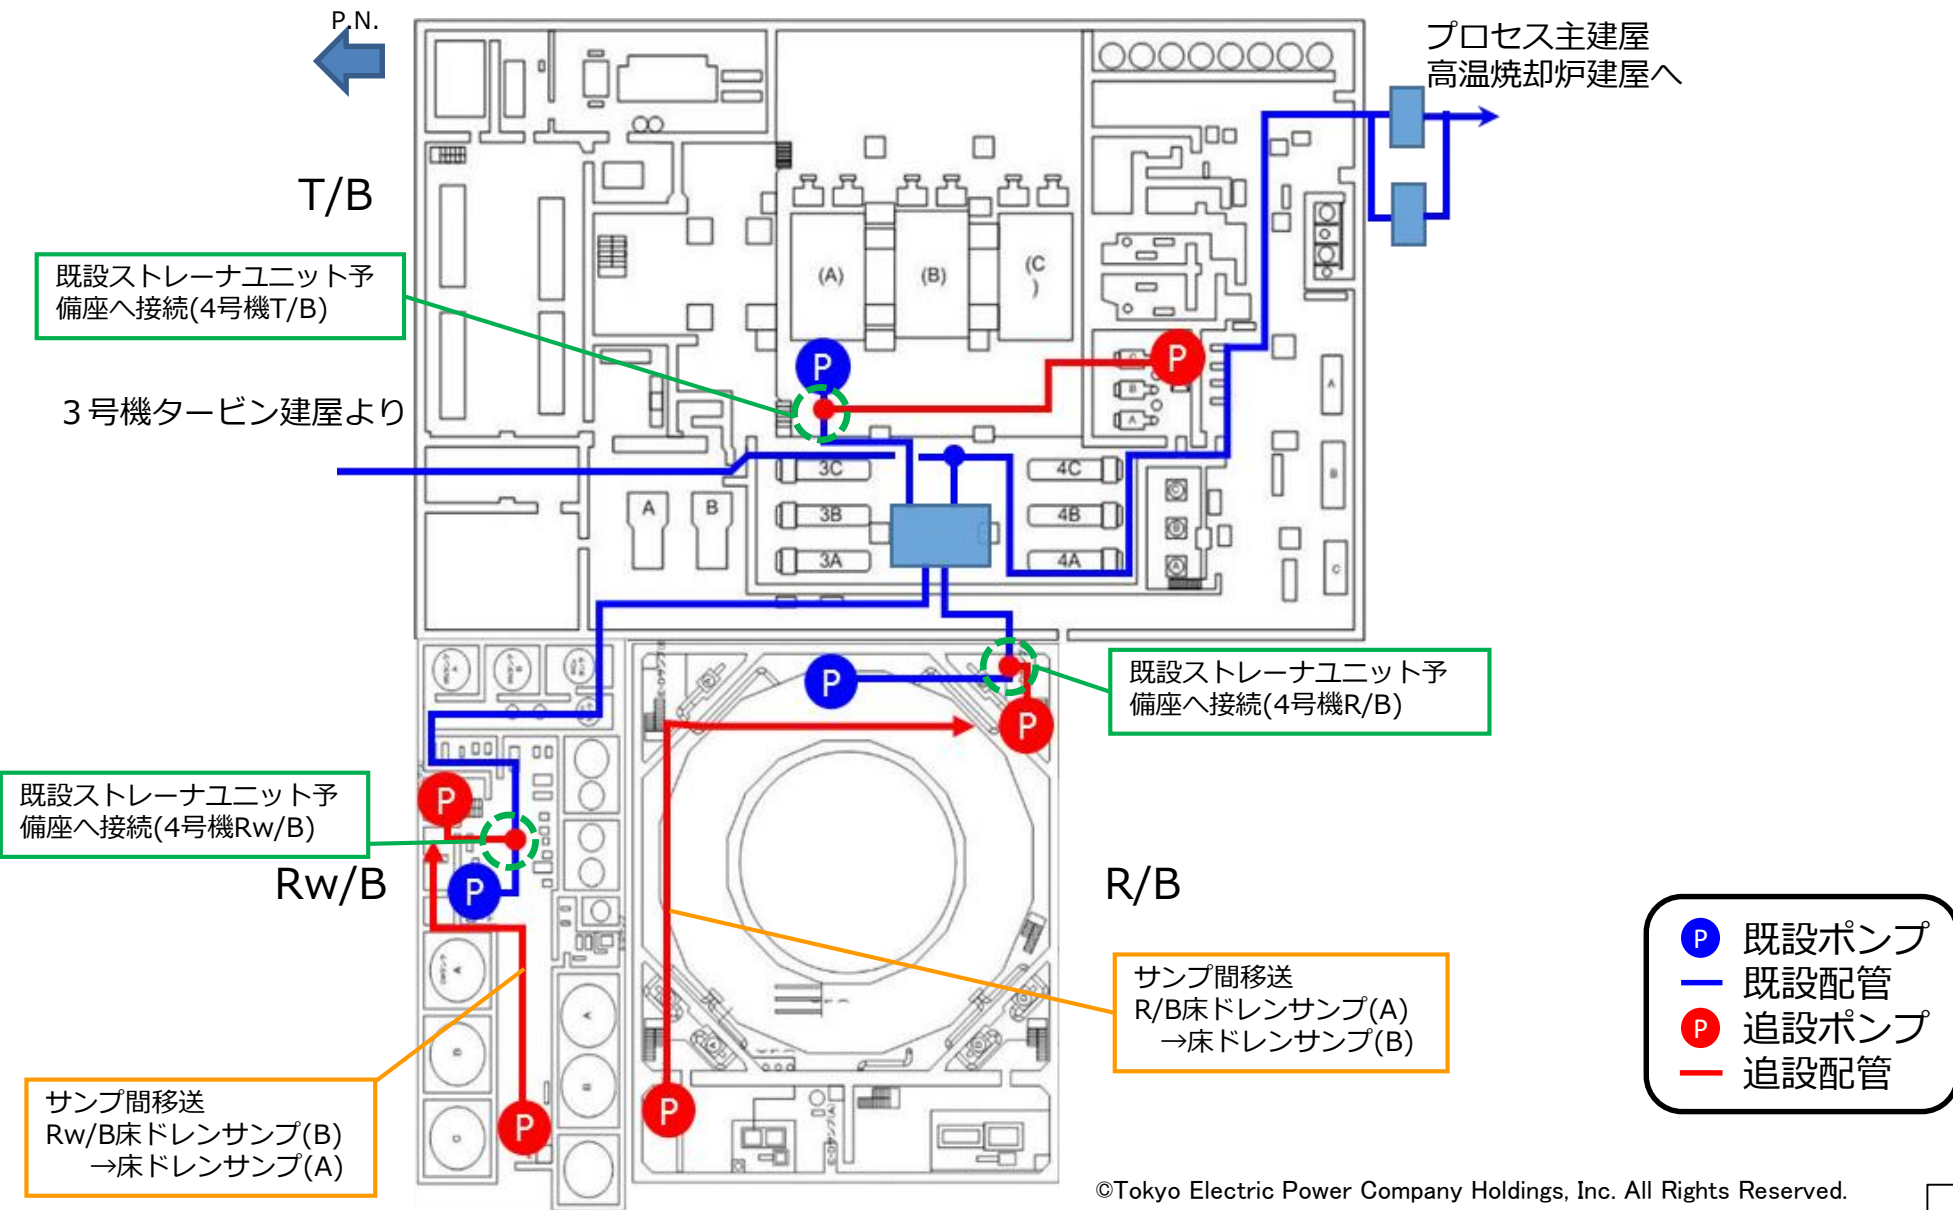 P.N.
プロセス主建屋
高温焼却炉建屋へ
T/B
既設ストレーナユニット予
備座へ接続(4号機T/B)
(A)
(B)
(C
)
P
P
３号機タービン建屋より
A
B
A
A
B
C
3C
4C
A
B
3B
4B
3A
4A
C
B
A
既設ストレーナユニット予
備座へ接続(4号機R/B)
P
P
既設ストレーナユニット予
備座へ接続(4号機Rw/B)
P
P
Rw/B
R/B
サンプ間移送
R/B床ドレンサンプ(A)
→床ドレンサンプ(B)
サンプ間移送
Rw/B床ドレンサンプ(B)
→床ドレンサンプ(A)
P
P
P 既設ポンプ
既設配管
P 追設ポンプ
追設配管
©Tokyo Electric Power Company Holdings, Inc. All Rights Reserved.